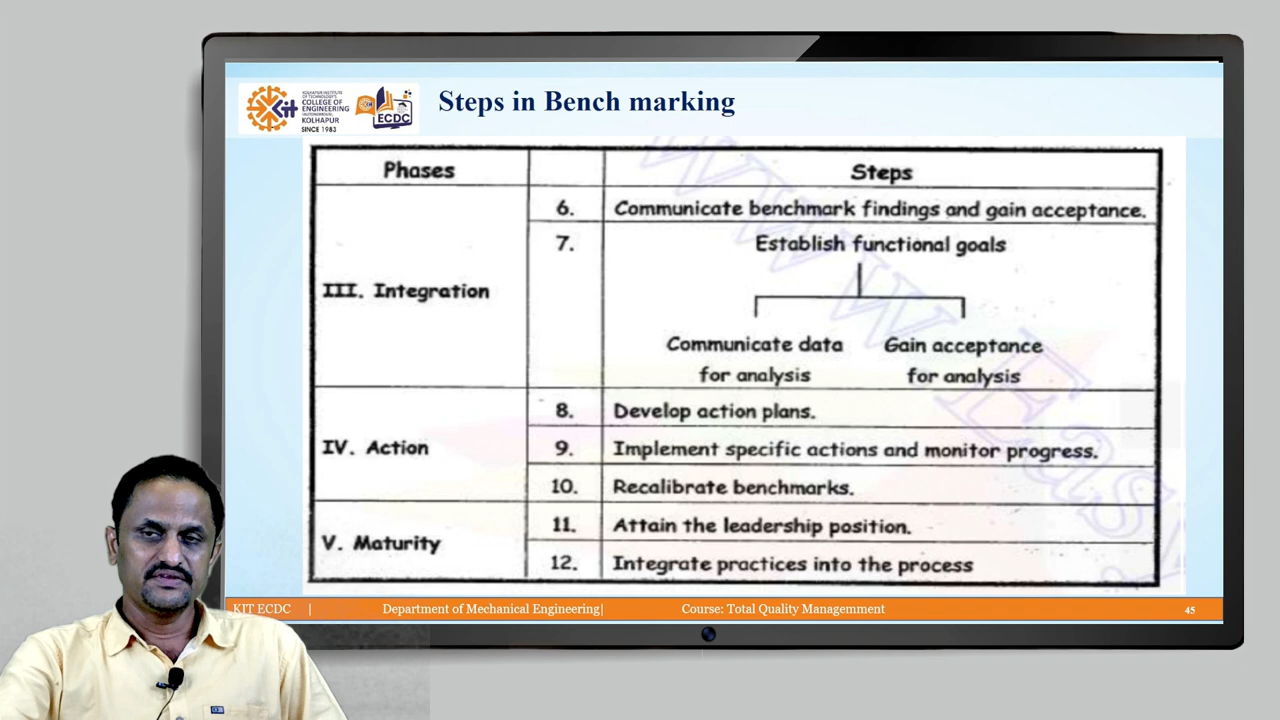 KOLHAPUR INSTITUTE
OF TECHNOLOGY'S
COLLEGE OF
ENGINEERING
(AUTONOMOUS),
KOLHAPUR
SINCE 1983
KIT
ECDC
Steps in Bench marking
Phases Steps
6. Communicate benchmark findings and gain acceptance.
7. Establish functional goals
III. Integration
Communicate data Gain acceptance
for analysis for analysis
8. Develop action plans.
IV. Action 9. Implement specific actions and monitor progress.
10. Recalibrate benchmarks.
11. Attain the leadership position.
V. Maturity
12. Integrate practices into the process
KIT ECDC | Department of Mechanical Engineering| Course: Total Quality Managemment 45